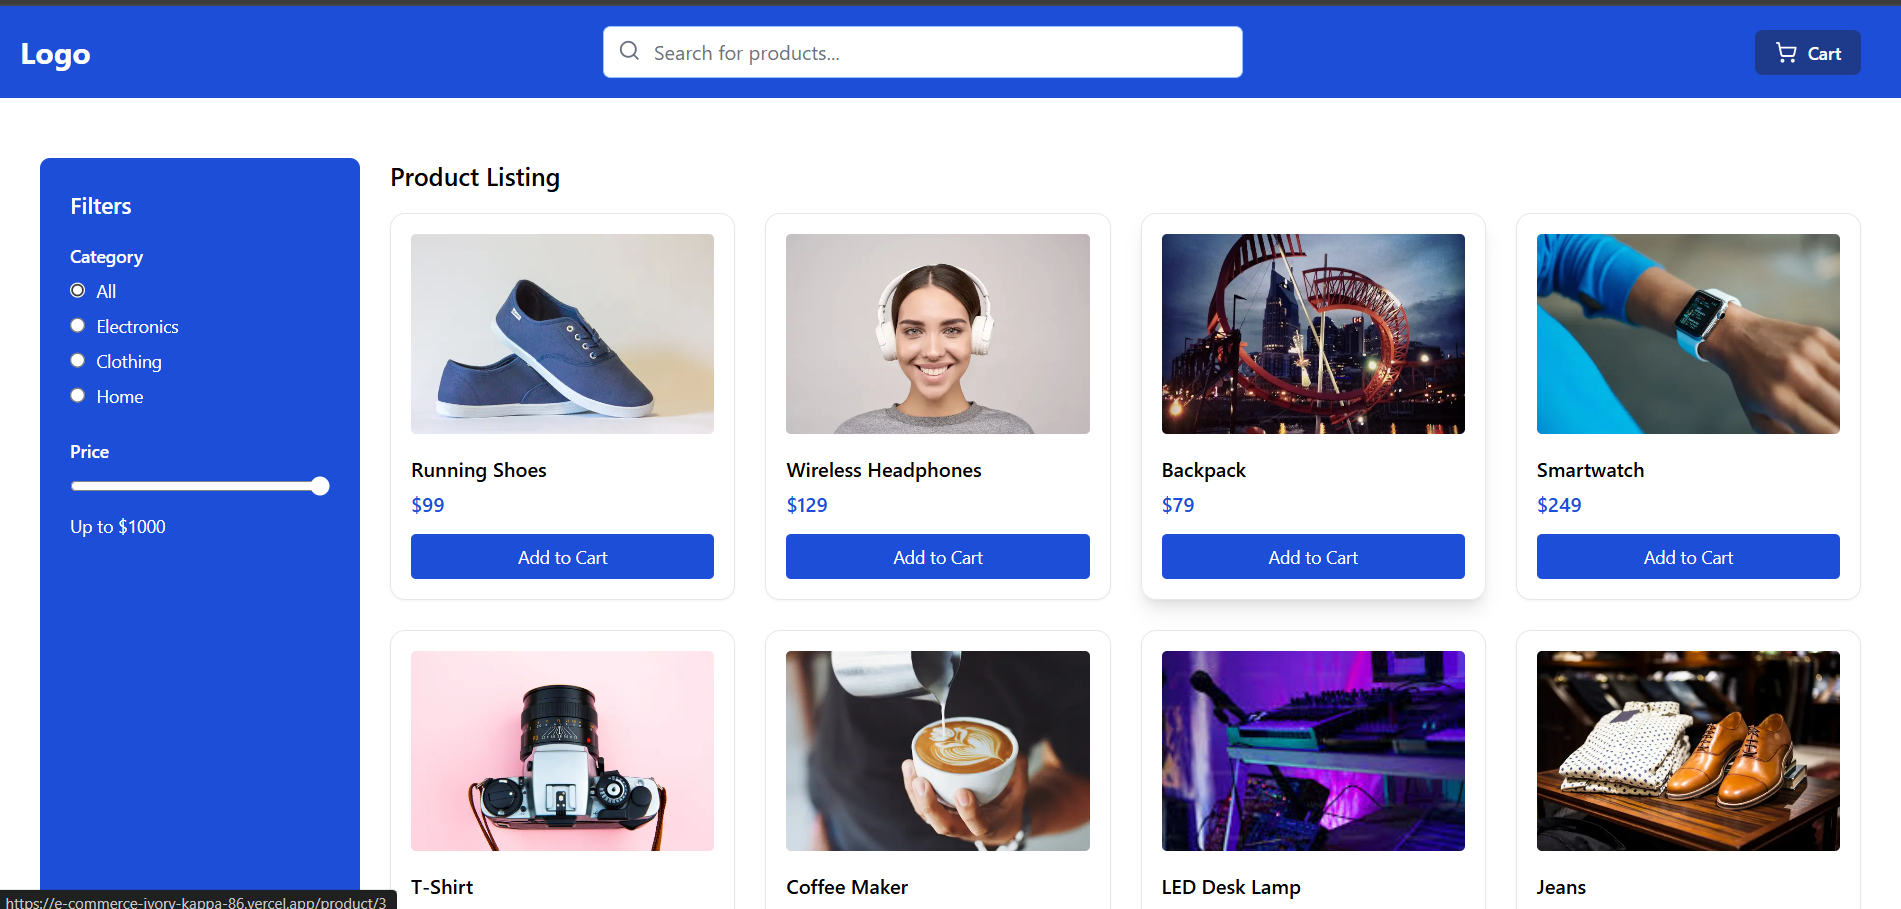 Logo
Search for products...
Cart
Filters
Category
All
Electronics
Clothing
Home
Price
Up to $1000
Product Listing
Running Shoes
$99
Add to Cart
Wireless Headphones
$129
Add to Cart
Backpack
$79
Add to Cart
Smartwatch
$249
Add to Cart
T-Shirt
Coffee Maker
LED Desk Lamp
Jeans
https://e-commerce-ivory-kappa-86.vercel.app/product/3